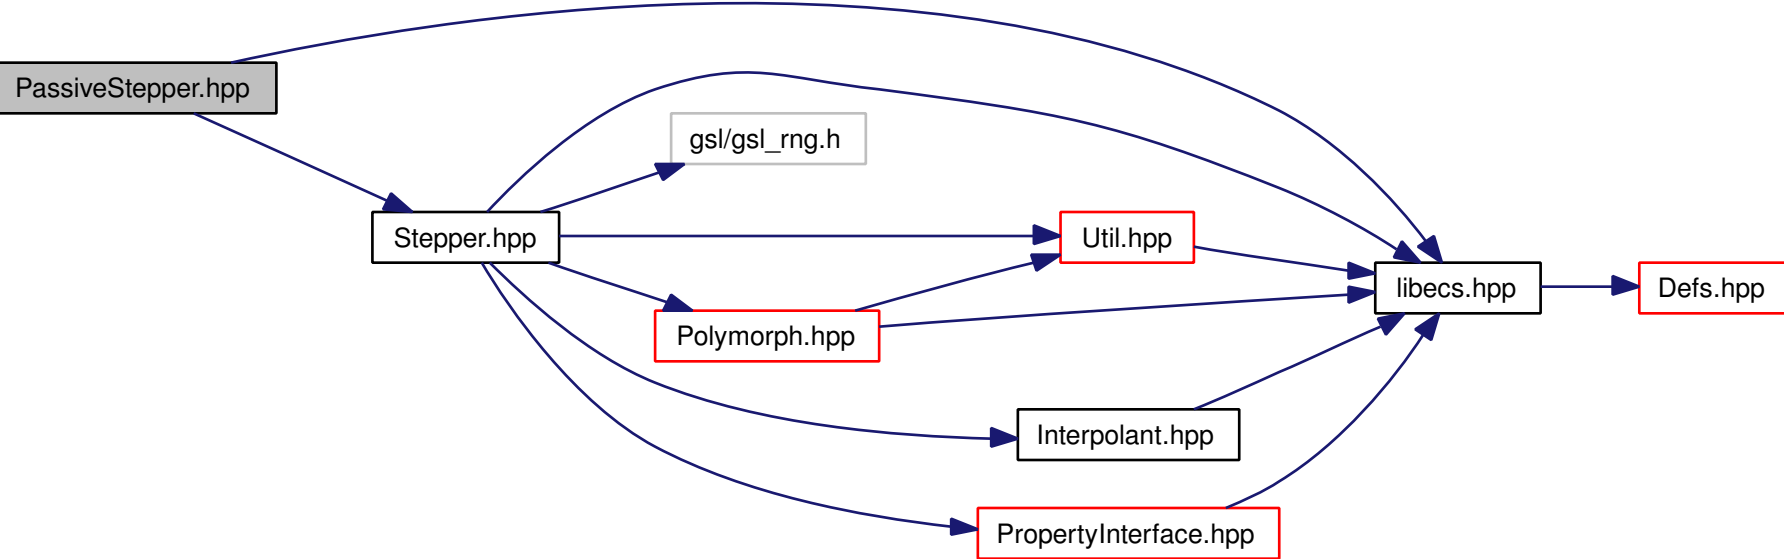 PassiveStepper.hpp
gsl/gsl_rng.h
Stepper.hpp
Util.hpp
libecs.hpp
Defs.hpp
Polymorph.hpp
Interpolant.hpp
PropertyInterface.hpp